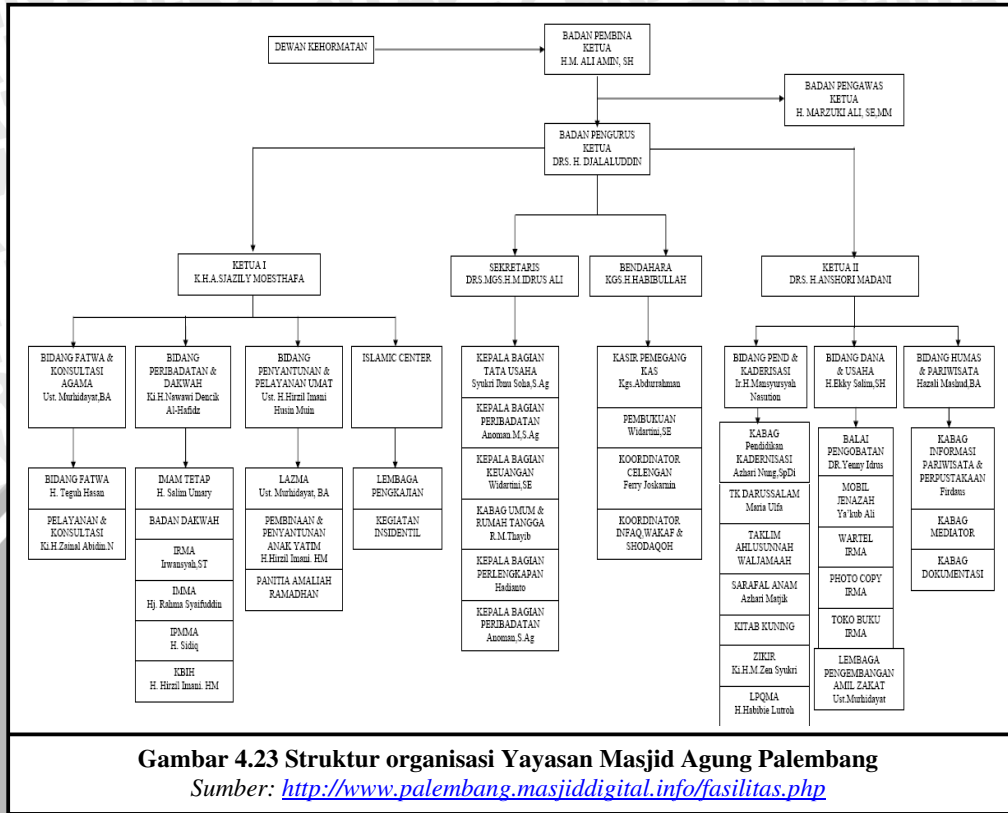 DEWAN KEHORMATAN
BADAN PEMBINA
KETUA
H.M. ALI AMIN, SH
BADAN PENGAWAS
KETUA
H. MARZUKI ALI, SE,MM
BADAN PENGURUS
KETUA
DRS. H. DJALALUDDIN
KETUA I
K.H.A.SJAZILY MOESTHAFA
SEKRETARIS
DRS.MGS.H.M.IDRUS ALI
BENDAHARA
KGS.H.HABIBULLAH
KETUA II
DRS. H.ANSHORI MADANI
BIDANG FATWA &
KONSULTASI
AGAMA
Ust. Murhidayat,BA
BIDANG
PERIBADATAN &
DAKWAH
Ki.H.Nawawi Dencik
Al-Hafidz
BIDANG
PENYANTUNAN &
PELAYANAN UMAT
Ust. H.Hirzil Imani
Husin Muin
ISLAMIC CENTER
KEPALA BAGIAN
TATA USAHA
Syukri Ibnu Soha,S.Ag
KASIR PEMEGANG
KAS
Kgs.Abdurrahman
BIDANG PEND &
KADERISASI
Ir.H.Mansyursyah
Nasution
BIDANG DANA
& USAHA
H.Ekky Salim,SH
BIDANG HUMAS
& PARIWISATA
Hazali Mashud,BA
BIDANG FATWA
H. Teguh Hasan
PELAYANAN &
KONSULTASI
Ki.H.Zainal Abidin.N
IMAM TETAP
H. Salim Umary
BADAN DAKWAH
IRMA
Irwansyah,ST
IMMA
Hj. Rahma Syaifuddin
IPMMA
H. Sidiq
KBIH
H. Hirzil Imani. HM
LAZMA
Ust. Murhidayat, BA
PEMBINAAN &
PENYANTUNAN
ANAK YATIM
H.Hirzil Imani. HM
PANITIA AMALIAH
RAMADHAN
LEMBAGA
PENGKAJIAN
KEGIATAN
INSIDENTIL
KEPALA BAGIAN
PERIBADATAN
Anoman.M,S.Ag
KEPALA BAGIAN
KEUANGAN
Widartini,SE
KABAG UMUM &
RUMAH TANGGA
R.M.Thayib
KEPALA BAGIAN
PERLENGKAPAN
Hadianto
KEPALA BAGIAN
PERIBADATAN
Anoman,S.Ag
PEMBUKUAN
Widartini,SE
KOORDINATOR
CELENGAN
Ferry Joskarnin
KOORDINATOR
INFAQ,WAKAF &
SHODAQOH
KABAG
Pendidikan
KADERNISASI
Azhari Nung,SpDi
TK DARUSSALAM
Maria Ulfa
TAKLIM
AHLUSUNNAH
WALJAMAAH
SARAFAL ANAM
Azhari Matjik
KITAB KUNING
ZIKIR
Ki.H.M.Zen Syukri
LPQMA
H.Habibie Lutroh
BALAI
PENGOBATAN
DR.Yenny Idrus
MOBIL
JENAZAH
Ya'kub Ali
WARTEL
IRMA
PHOTO COPY
IRMA
TOKO BUKU
IRMA
LEMBAGA
PENGEMBANGAN
AMIL ZAKAT
Ust.Murhidayat
KABAG
INFORMASI
PARIWISATA &
PERPUSTAKAAN
Firdaus
KABAG
MEDIATOR
KABAG
DOKUMENTASI
Gambar 4.23 Struktur organisasi Yayasan Masjid Agung Palembang
Sumber: http://www.palembang.masjiddigital.info/fasilitas.php